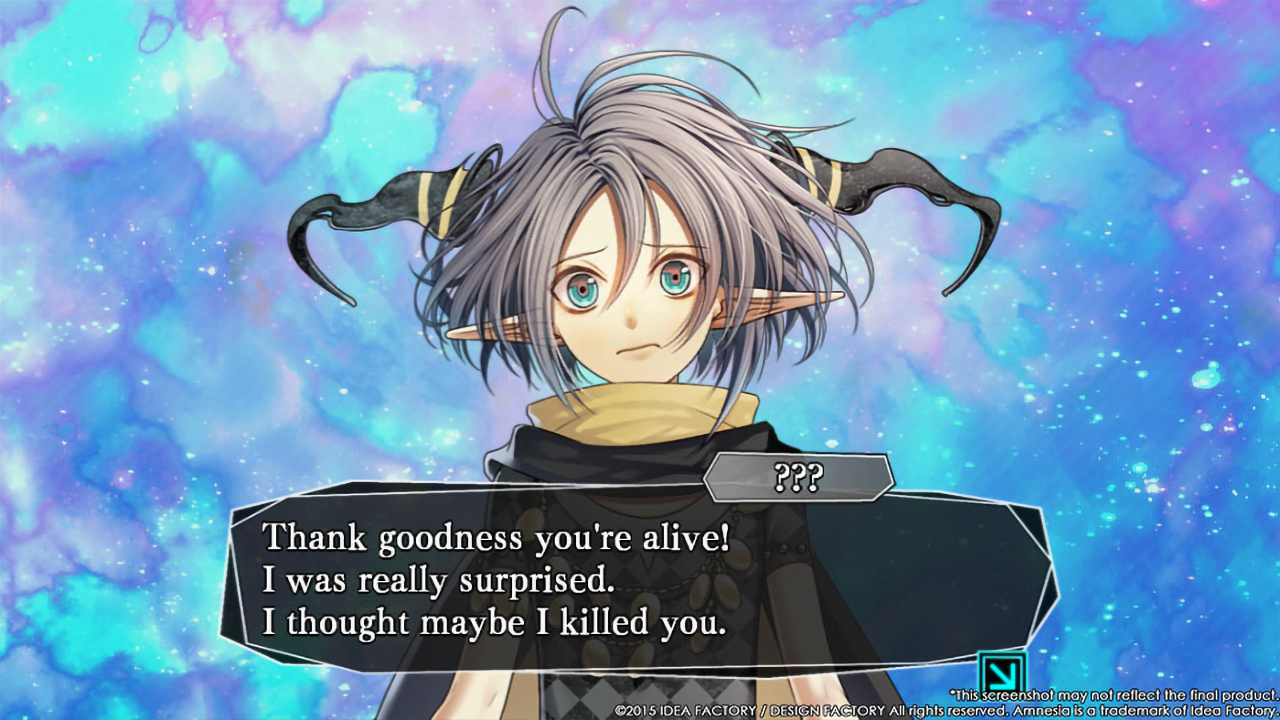 ???
Thank goodness you're alive!
I was really surprised.
I thought maybe I killed you.
*This screenshot may not reflect the final product.
©2015 IDEA FACTORY / DESIGN FACTORY All rights reserved. Amnesia is a trademark of Idea Factory.